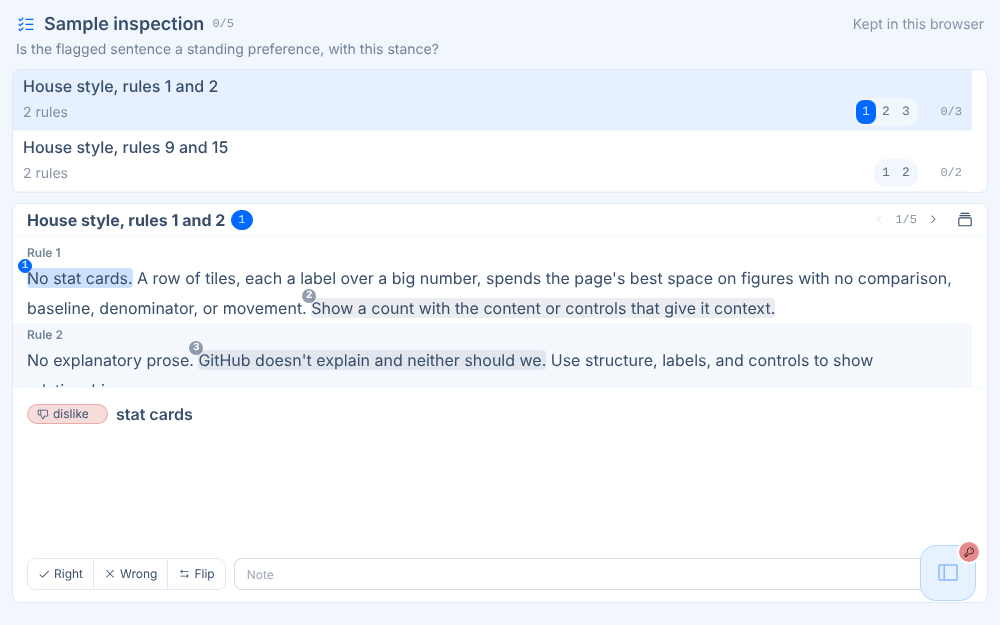 Sample inspection 0/5 Kept in this browser
Is the flagged sentence a standing preference, with this stance?
House style, rules 1 and 2
2 rules 1 2 3 0/3
House style, rules 9 and 15
2 rules 1 2 0/2
House style, rules 1 and 2 1 1/5
Rule 1
1
No stat cards. A row of tiles, each a label over a big number, spends the page's best space on figures with no comparison,
2
baseline, denominator, or movement. Show a count with the content or controls that give it context.
Rule 2
3
No explanatory prose. GitHub doesn't explain and neither should we. Use structure, labels, and controls to show
dislike stat cards
Right Wrong Flip Note